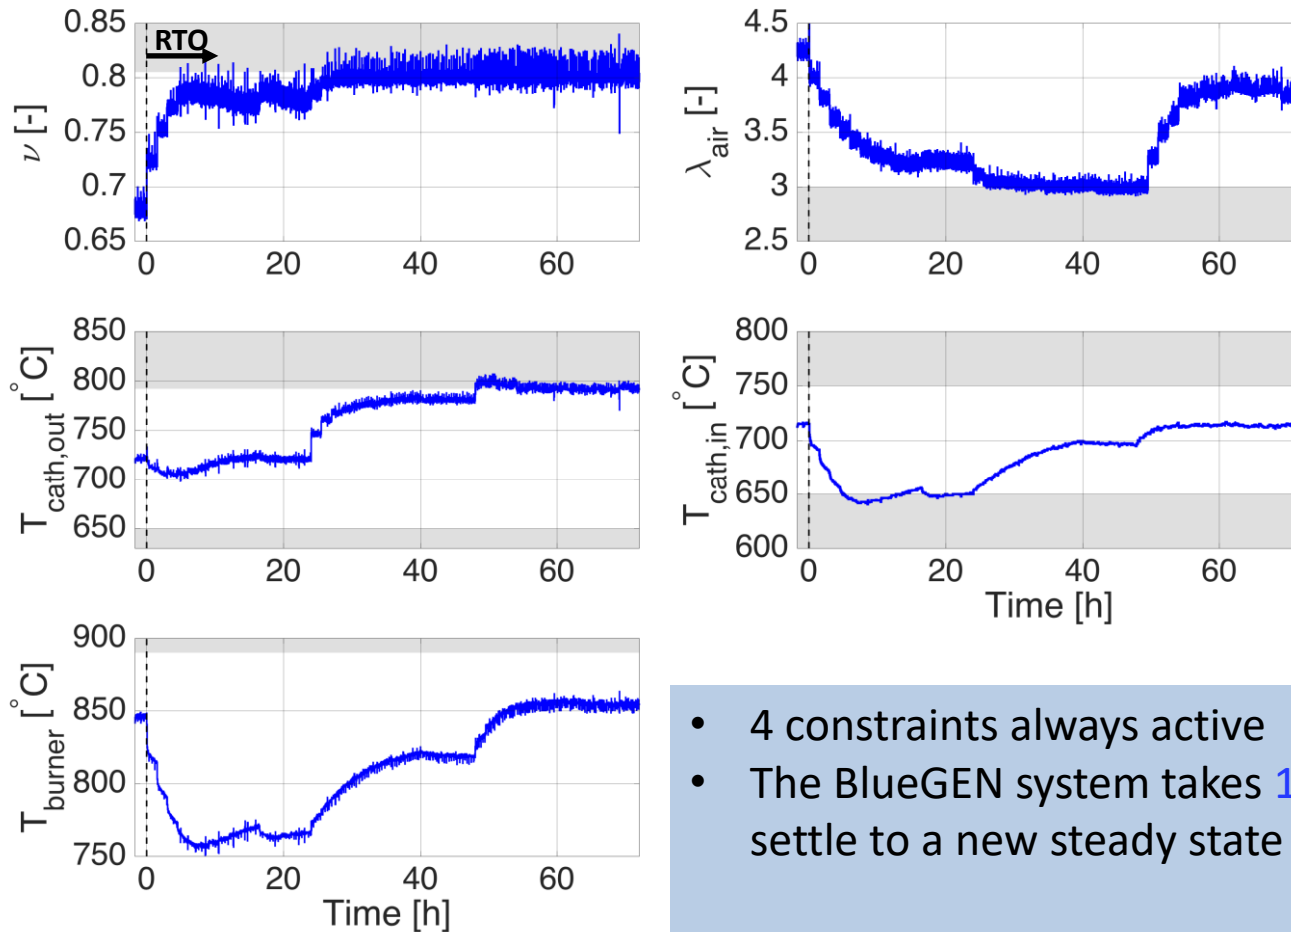 0.85
RTO
0.8
0.75
0.7
0.65
ν [-]
0 20 40 60
4.5
4
3.5
3
2.5
λair [-]
0 20 40 60
850
800
750
700
650
Tcath,out [°C]
0 20 40 60
800
750
700
650
600
Tcath,in [°C]
0 20 40 60
Time [h]
900
850
800
750
Tburner [°C]
0 20 40 60
Time [h]
• 4 constraints always active
• The BlueGEN system takes 1
settle to a new steady state